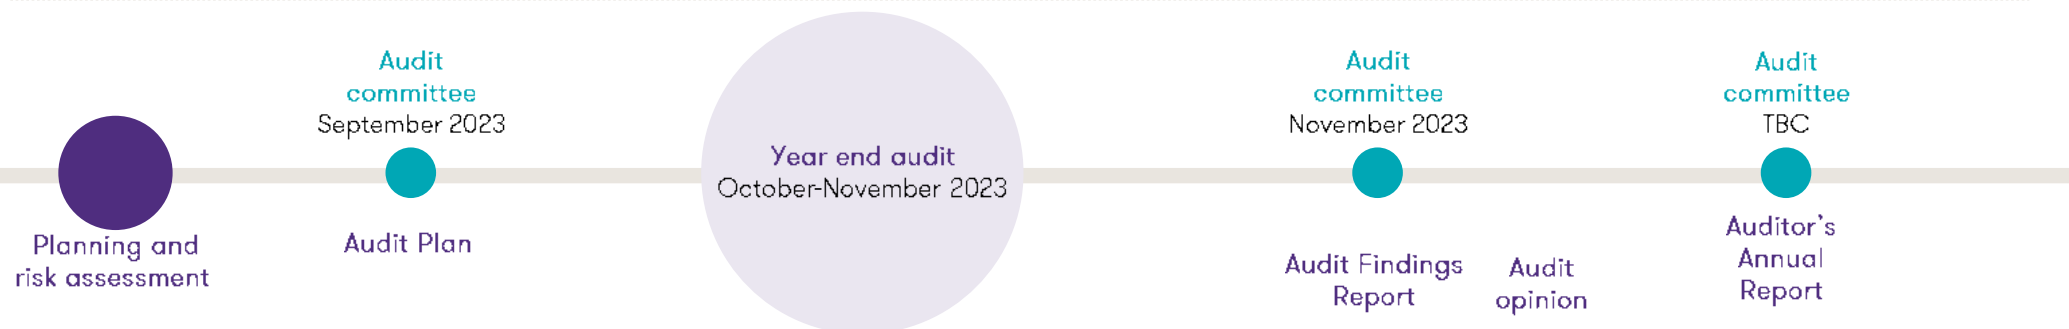 Planning and
risk assessment
Audit
committee
September 2023
Audit Plan
Year end audit
October-November 2023
Audit
committee
November 2023
Audit Findings
Report
Audit
opinion
Audit
committee
TBC
Auditor's
Annual
Report